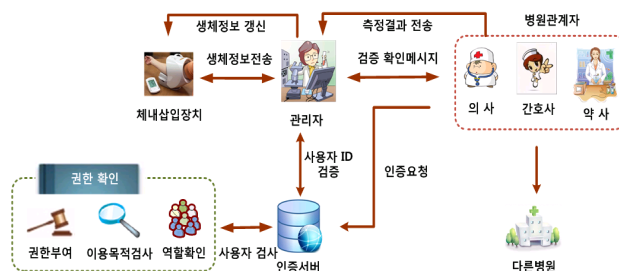 생체정보 갱신
측정결과 전송
병원관계자
생체정보전송
검증 확인메시지
체내삽입장치
관리자
의 사
간호사
약 사
권한 확인
사용자 ID
검증
인증요청
권한부여
이용목적검사
역할확인
사용자 검사
인증서버
다른병원